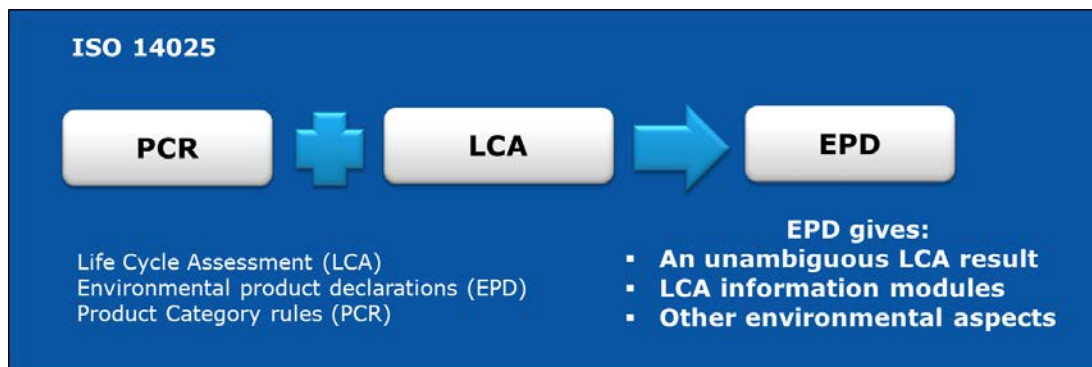 ISO 14025
PCR
LCA
EPD
Life Cycle Assessment (LCA)
Environmental product declarations (EPD)
Product Category rules (PCR)
EPD gives:
▪ An unambiguous LCA result
▪ LCA information modules
▪ Other environmental aspects